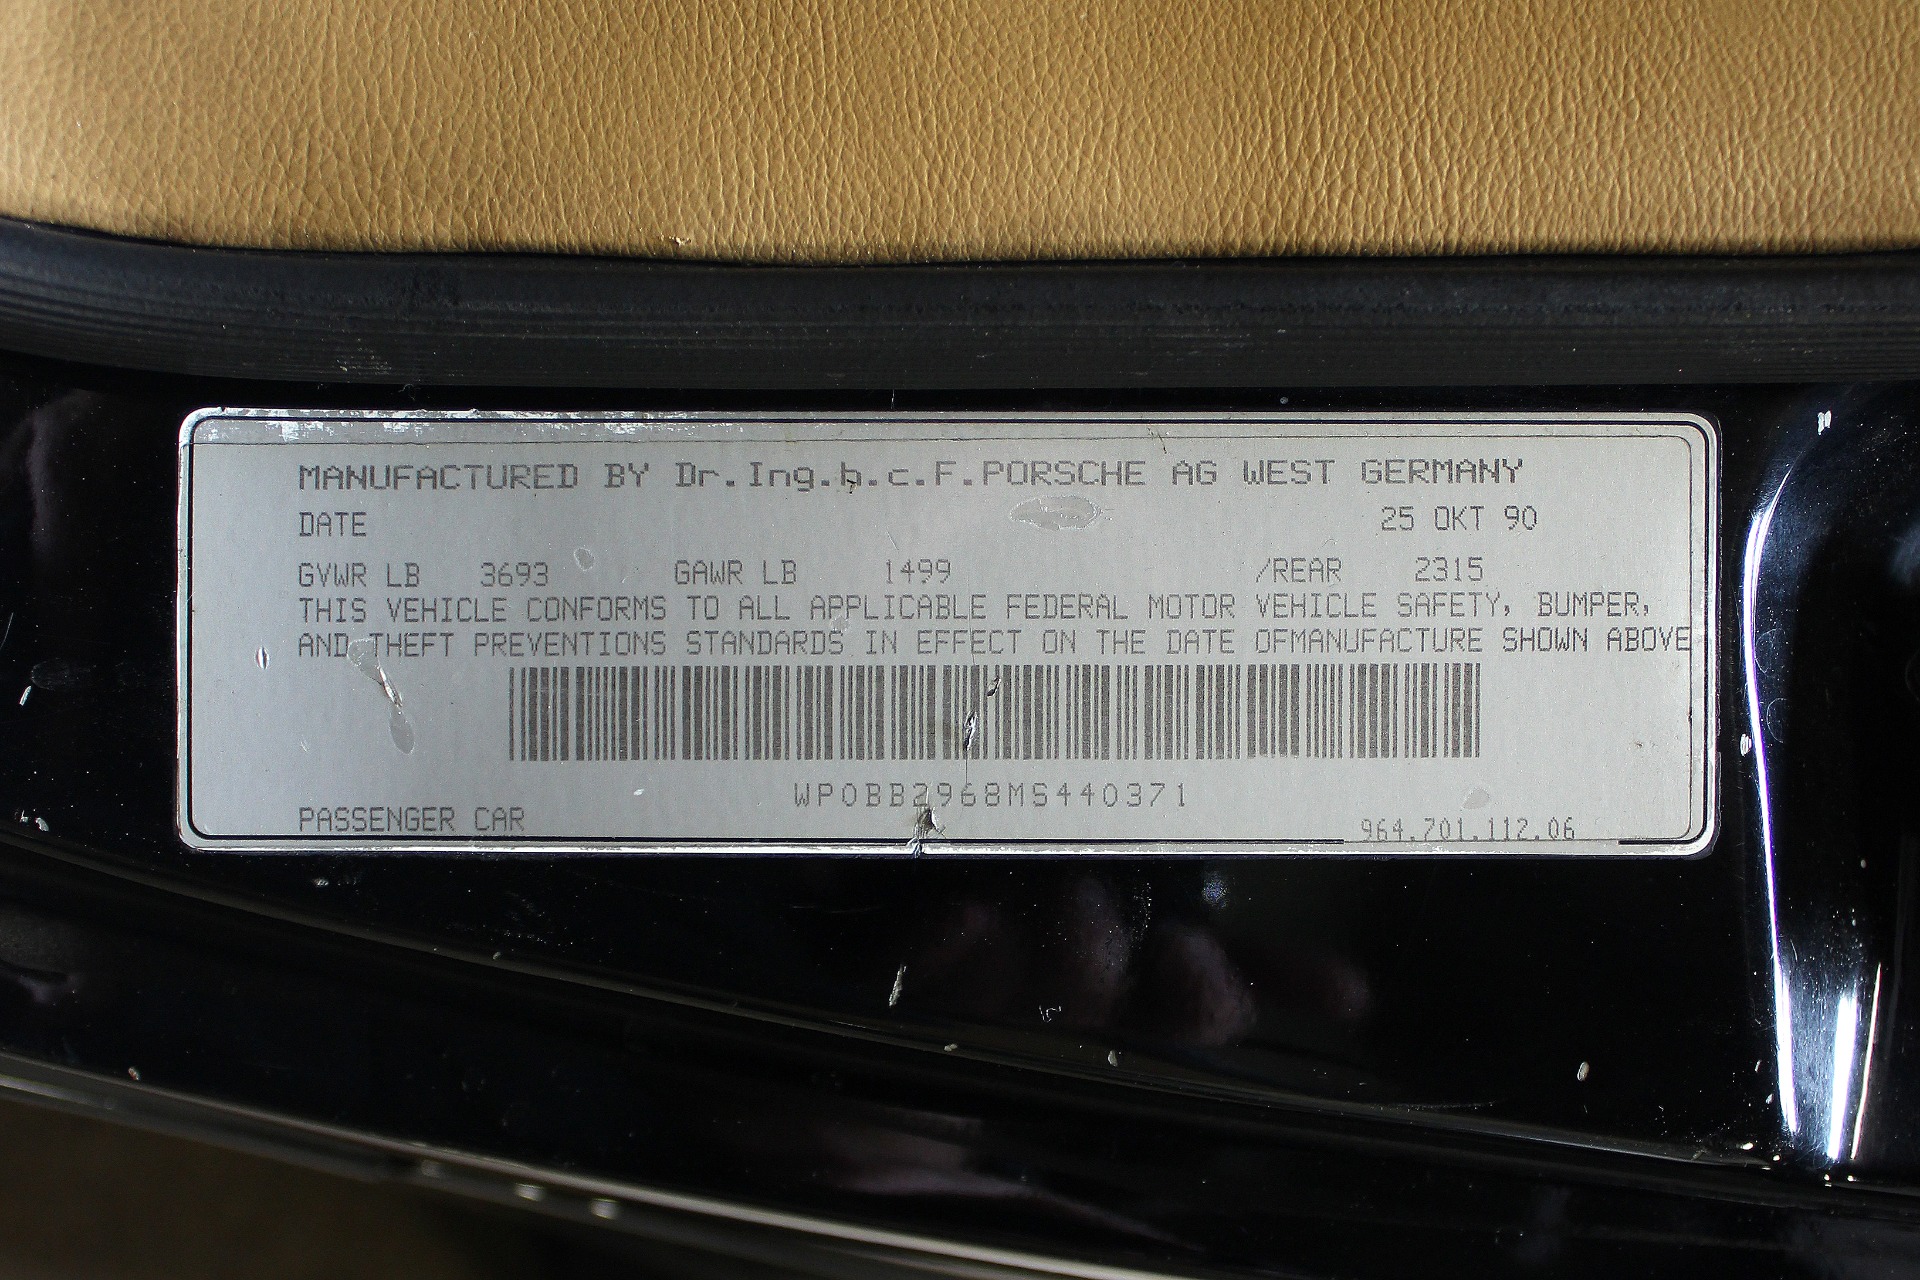 MANUFACTURED BY Dr.Ing.h.c.F.PORSCHE AG WEST GERMANY
DATE 25 OKT 90
GVWR LB 3693 GAWR LB 1499 /REAR 2315
THIS VEHICLE CONFORMS TO ALL APPLICABLE FEDERAL MOTOR VEHICLE SAFETY, BUMPER,
AND THEFT PREVENTIONS STANDARDS IN EFFECT ON THE DATE OFMANUFACTURE SHOWN ABOVE
WP0BB2968MS440371
PASSENGER CAR 964.701.112.06